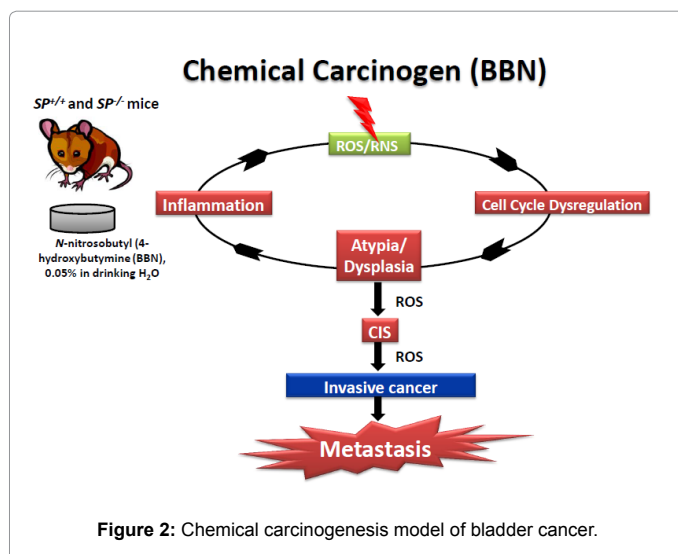 Chemical Carcinogen (BBN)
SP+/+ and SP-/- mice
ROS/RNS
Inflammation
Cell Cycle Dysregulation
N-nitrosobutyl (4-
hydroxybutymine (BBN),
0.05% in drinking H₂O
Atypia/
Dysplasia
ROS
CIS
ROS
Invasive cancer
Metastasis
Figure 2: Chemical carcinogenesis model of bladder cancer.